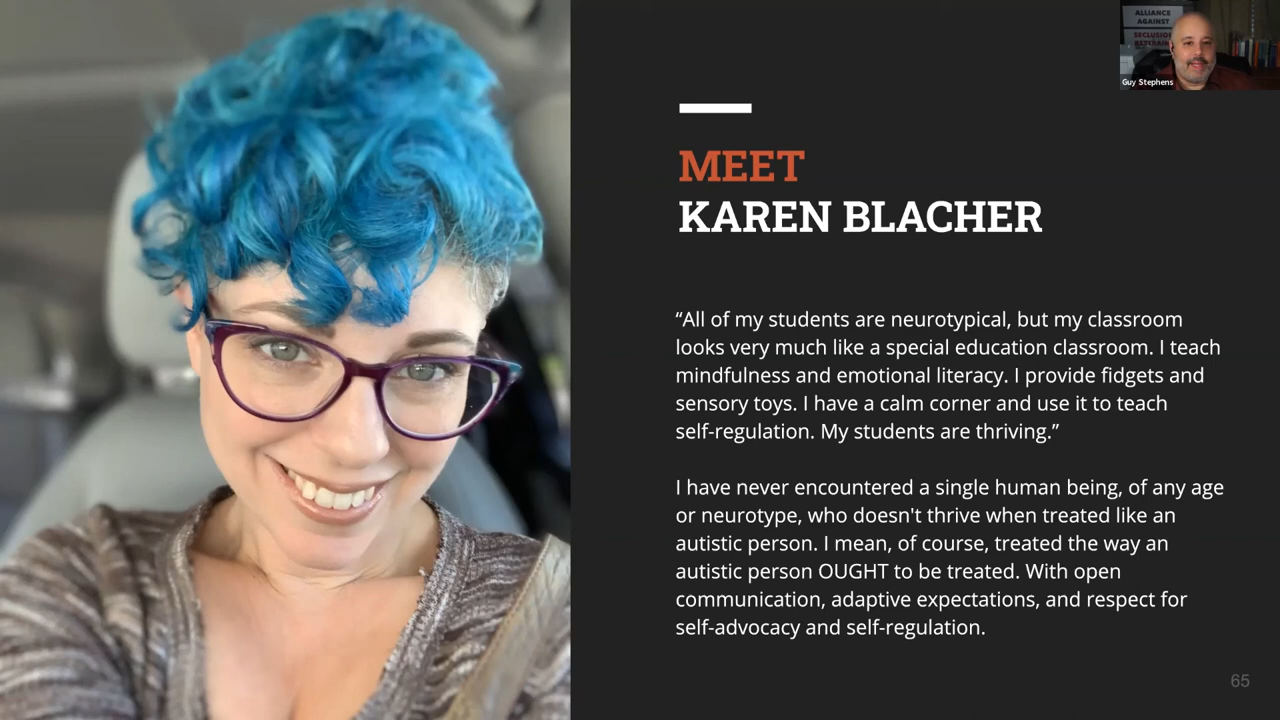 ALLIANCE
AGAINST
SECLUSION
RESTRAINT
Guy Stephens
MEET
KAREN BLACHER
“All of my students are neurotypical, but my classroom
looks very much like a special education classroom. I teach
mindfulness and emotional literacy. I provide fidgets and
sensory toys. I have a calm corner and use it to teach
self-regulation. My students are thriving.”
I have never encountered a single human being, of any age
or neurotype, who doesn't thrive when treated like an
autistic person. I mean, of course, treated the way an
autistic person OUGHT to be treated. With open
communication, adaptive expectations, and respect for
self-advocacy and self-regulation.
65